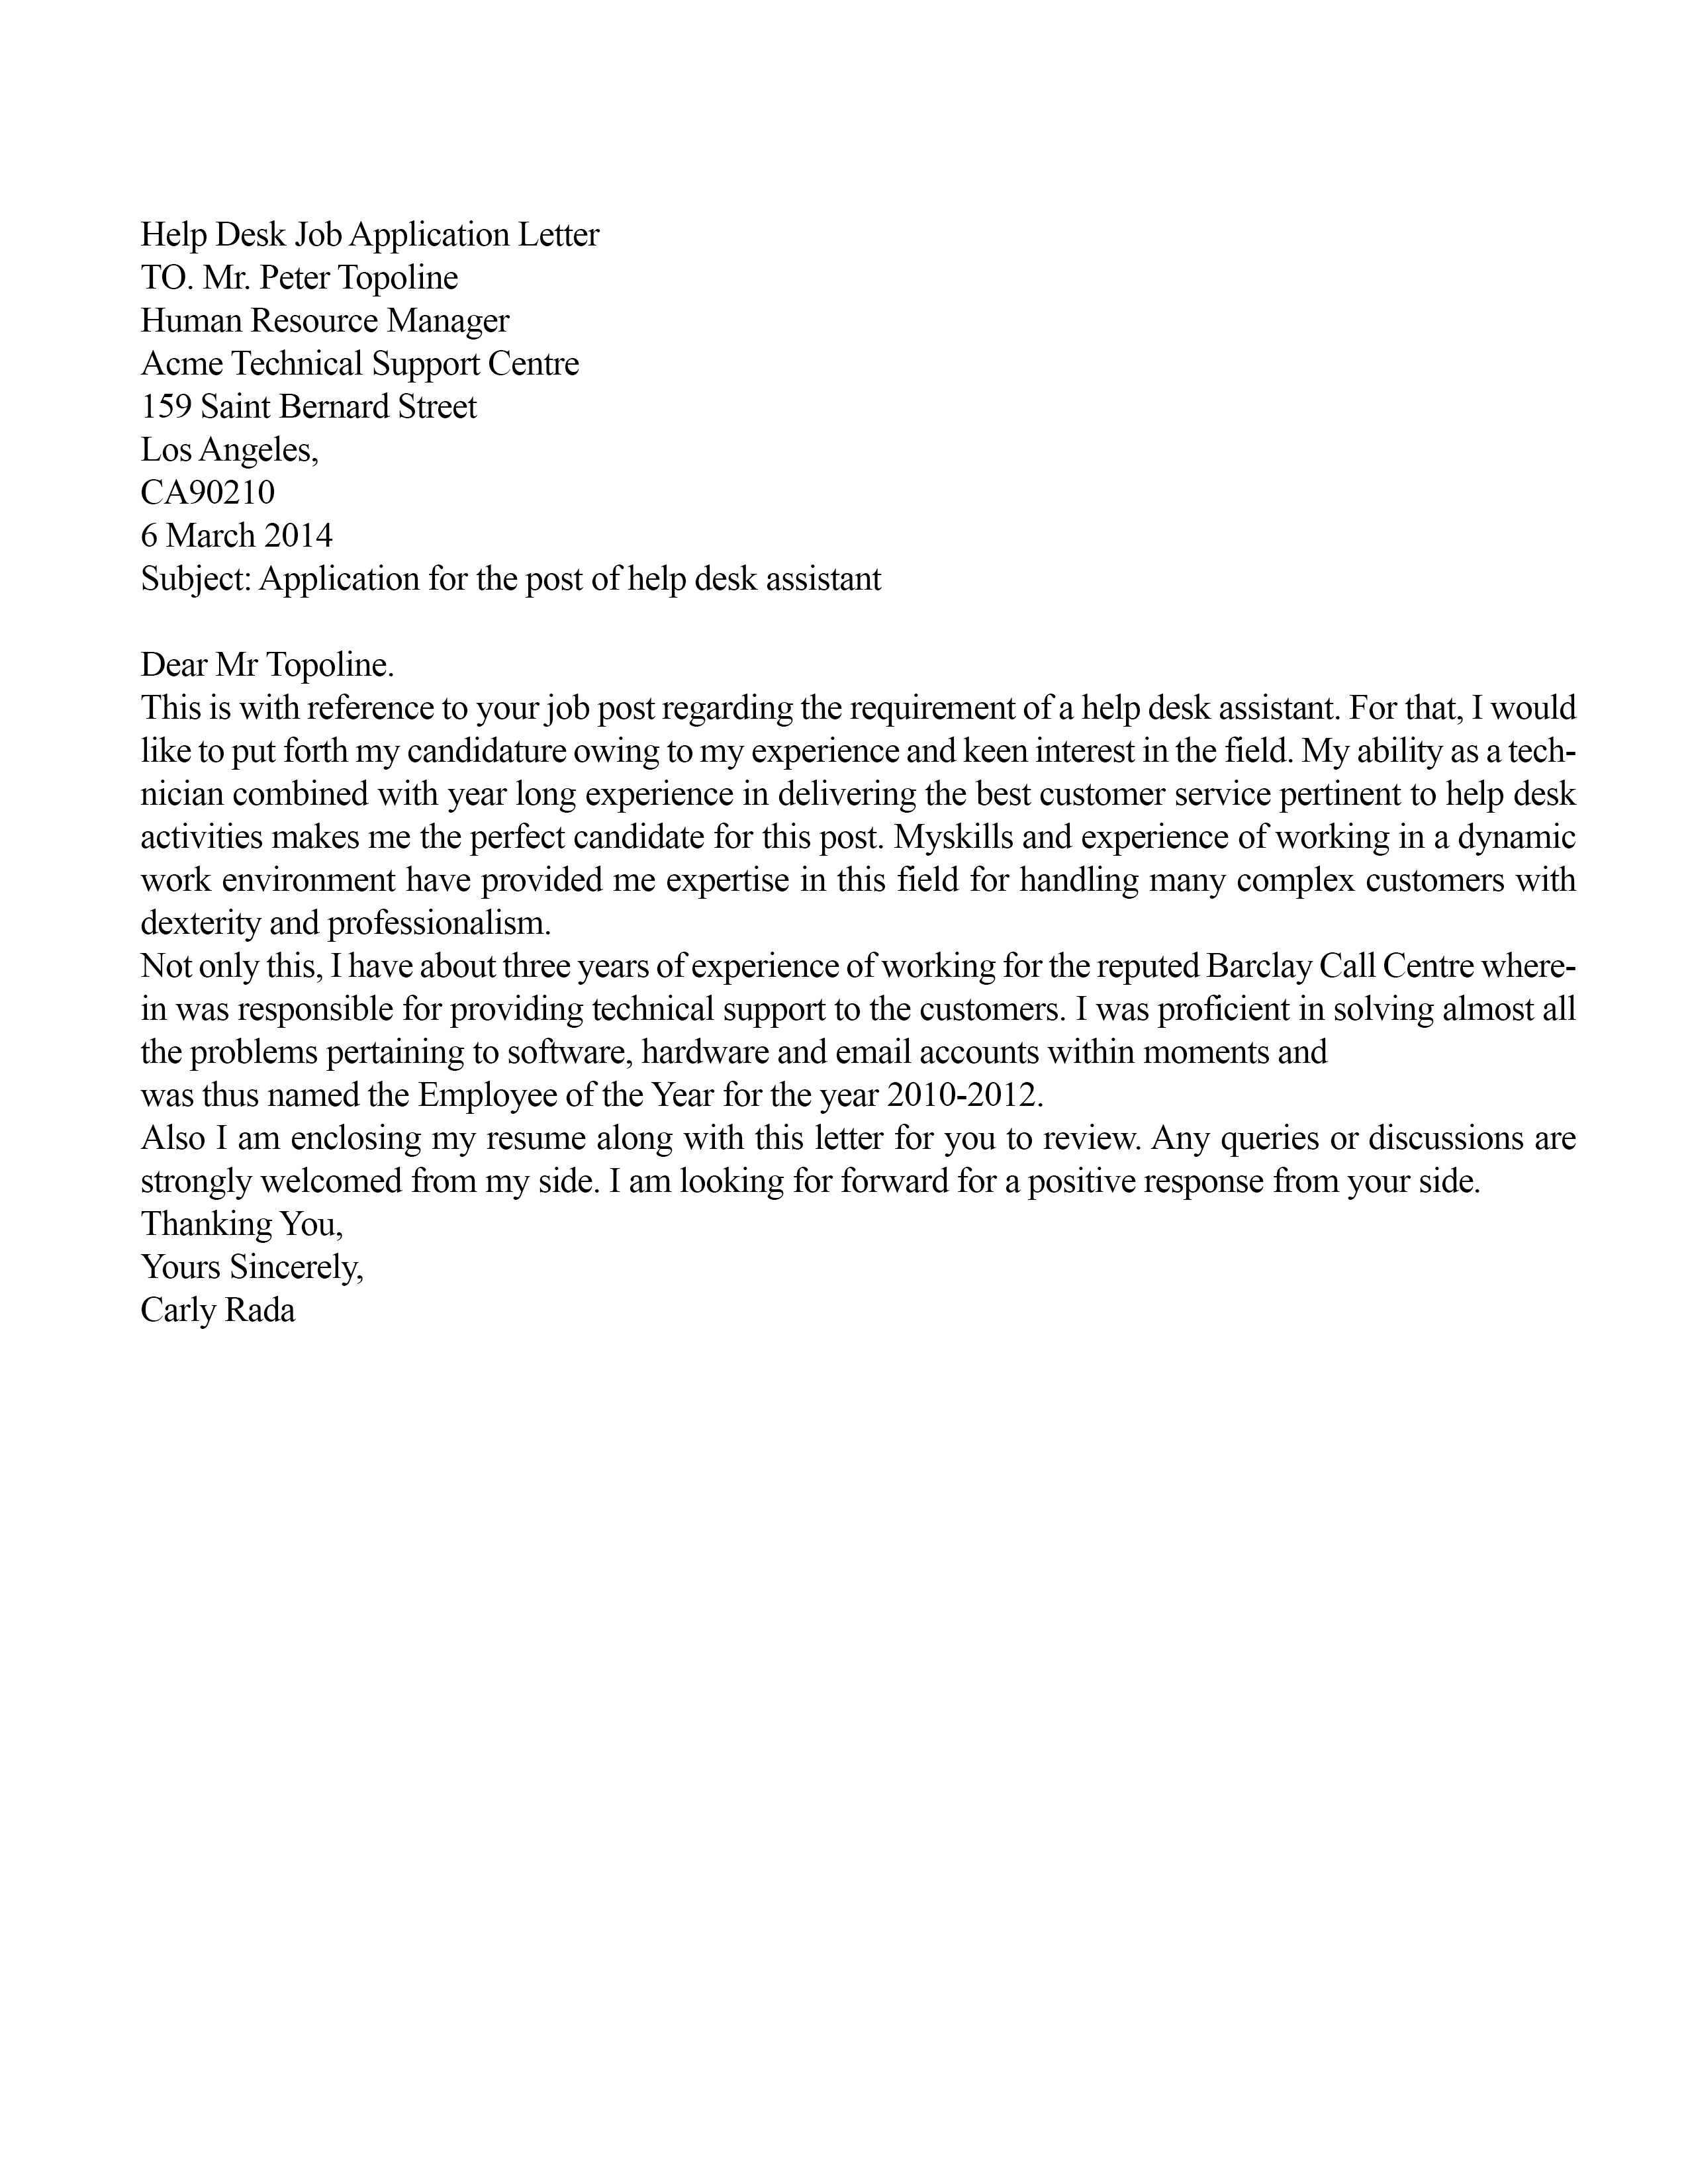 Help Desk Job Application Letter
TO. Mr. Peter Topoline
Human Resource Manager
Acme Technical Support Centre
159 Saint Bernard Street
Los Angeles,
CA90210
6 March 2014
Subject: Application for the post of help desk assistant
Dear Mr Topoline.
This is with reference to your job post regarding the requirement of a help desk assistant. For that, I would
like to put forth my candidature owing to my experience and keen interest in the field. My ability as a tech-
nician combined with year long experience in delivering the best customer service pertinent to help desk
activities makes me the perfect candidate for this post. Myskills and experience of working in a dynamic
work environment have provided me expertise in this field for handling many complex customers with
dexterity and professionalism.
Not only this, I have about three years of experience of working for the reputed Barclay Call Centre where-
in was responsible for providing technical support to the customers. I was proficient in solving almost all
the problems pertaining to software, hardware and email accounts within moments and
was thus named the Employee of the Year for the year 2010-2012.
Also I am enclosing my resume along with this letter for you to review. Any queries or discussions are
strongly welcomed from my side. I am looking for forward for a positive response from your side.
Thanking You,
Yours Sincerely,
Carly Rada